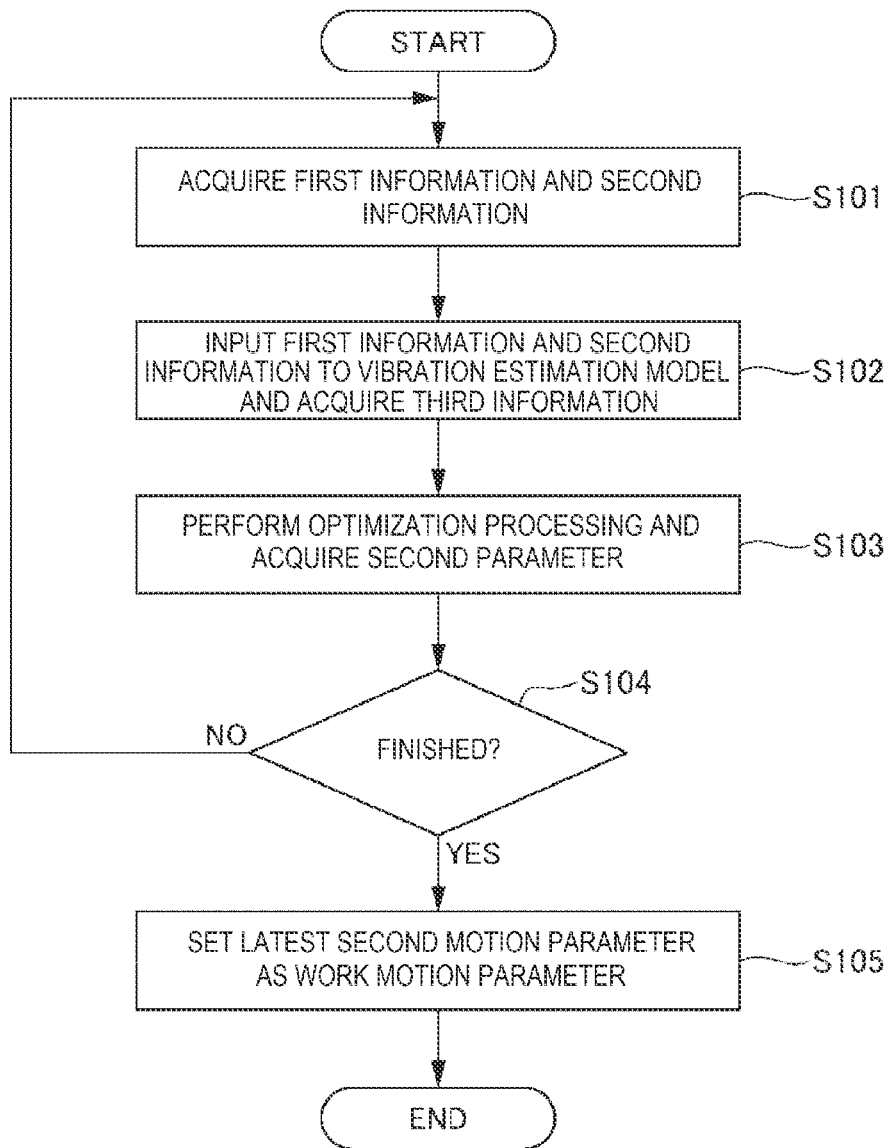 START
ACQUIRE FIRST INFORMATION AND SECOND
INFORMATION
S101
INPUT FIRST INFORMATION AND SECOND
INFORMATION TO VIBRATION ESTIMATION MODEL
AND ACQUIRE THIRD INFORMATION
S102
PERFORM OPTIMIZATION PROCESSING AND
ACQUIRE SECOND PARAMETER
S103
S104
NO
FINISHED?
YES
SET LATEST SECOND MOTION PARAMETER
AS WORK MOTION PARAMETER
S105
END